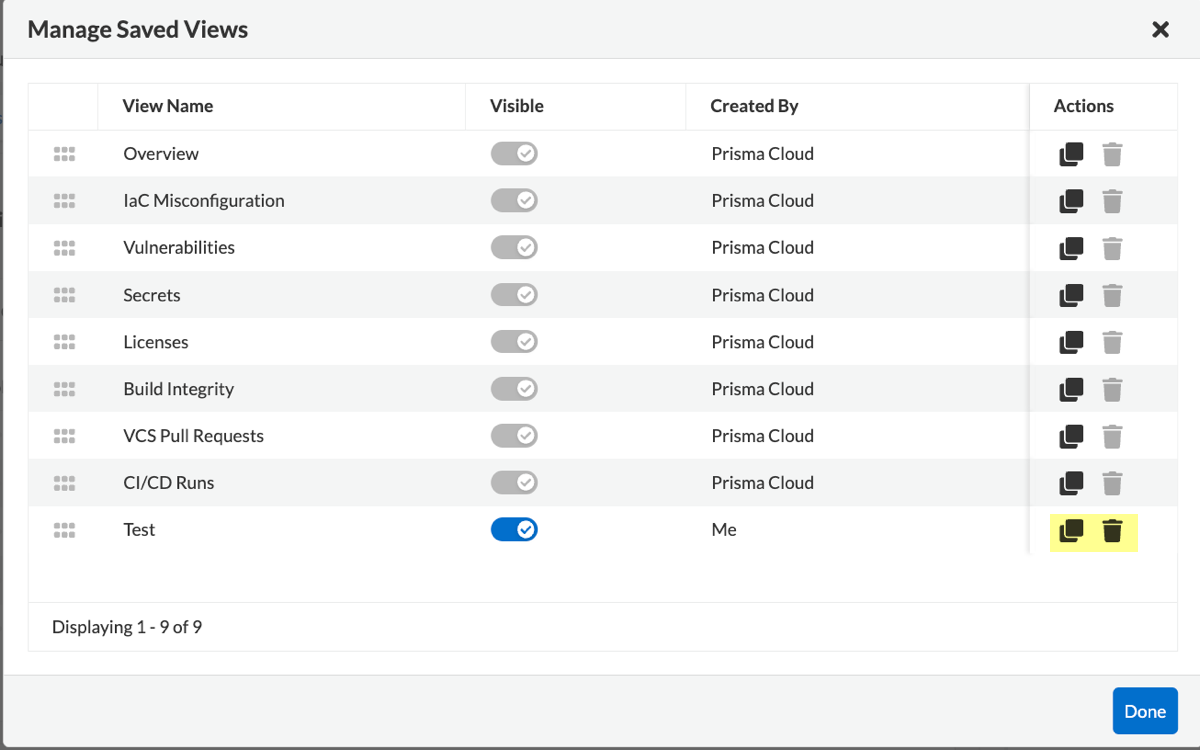 Manage Saved Views
View Name Visible Created By Actions
Overview Prisma Cloud
IaC Misconfiguration Prisma Cloud
Vulnerabilities Prisma Cloud
Secrets Prisma Cloud
Licenses Prisma Cloud
Build Integrity Prisma Cloud
VCS Pull Requests Prisma Cloud
CI/CD Runs Prisma Cloud
Test Me
Displaying 1 - 9 of 9
Done